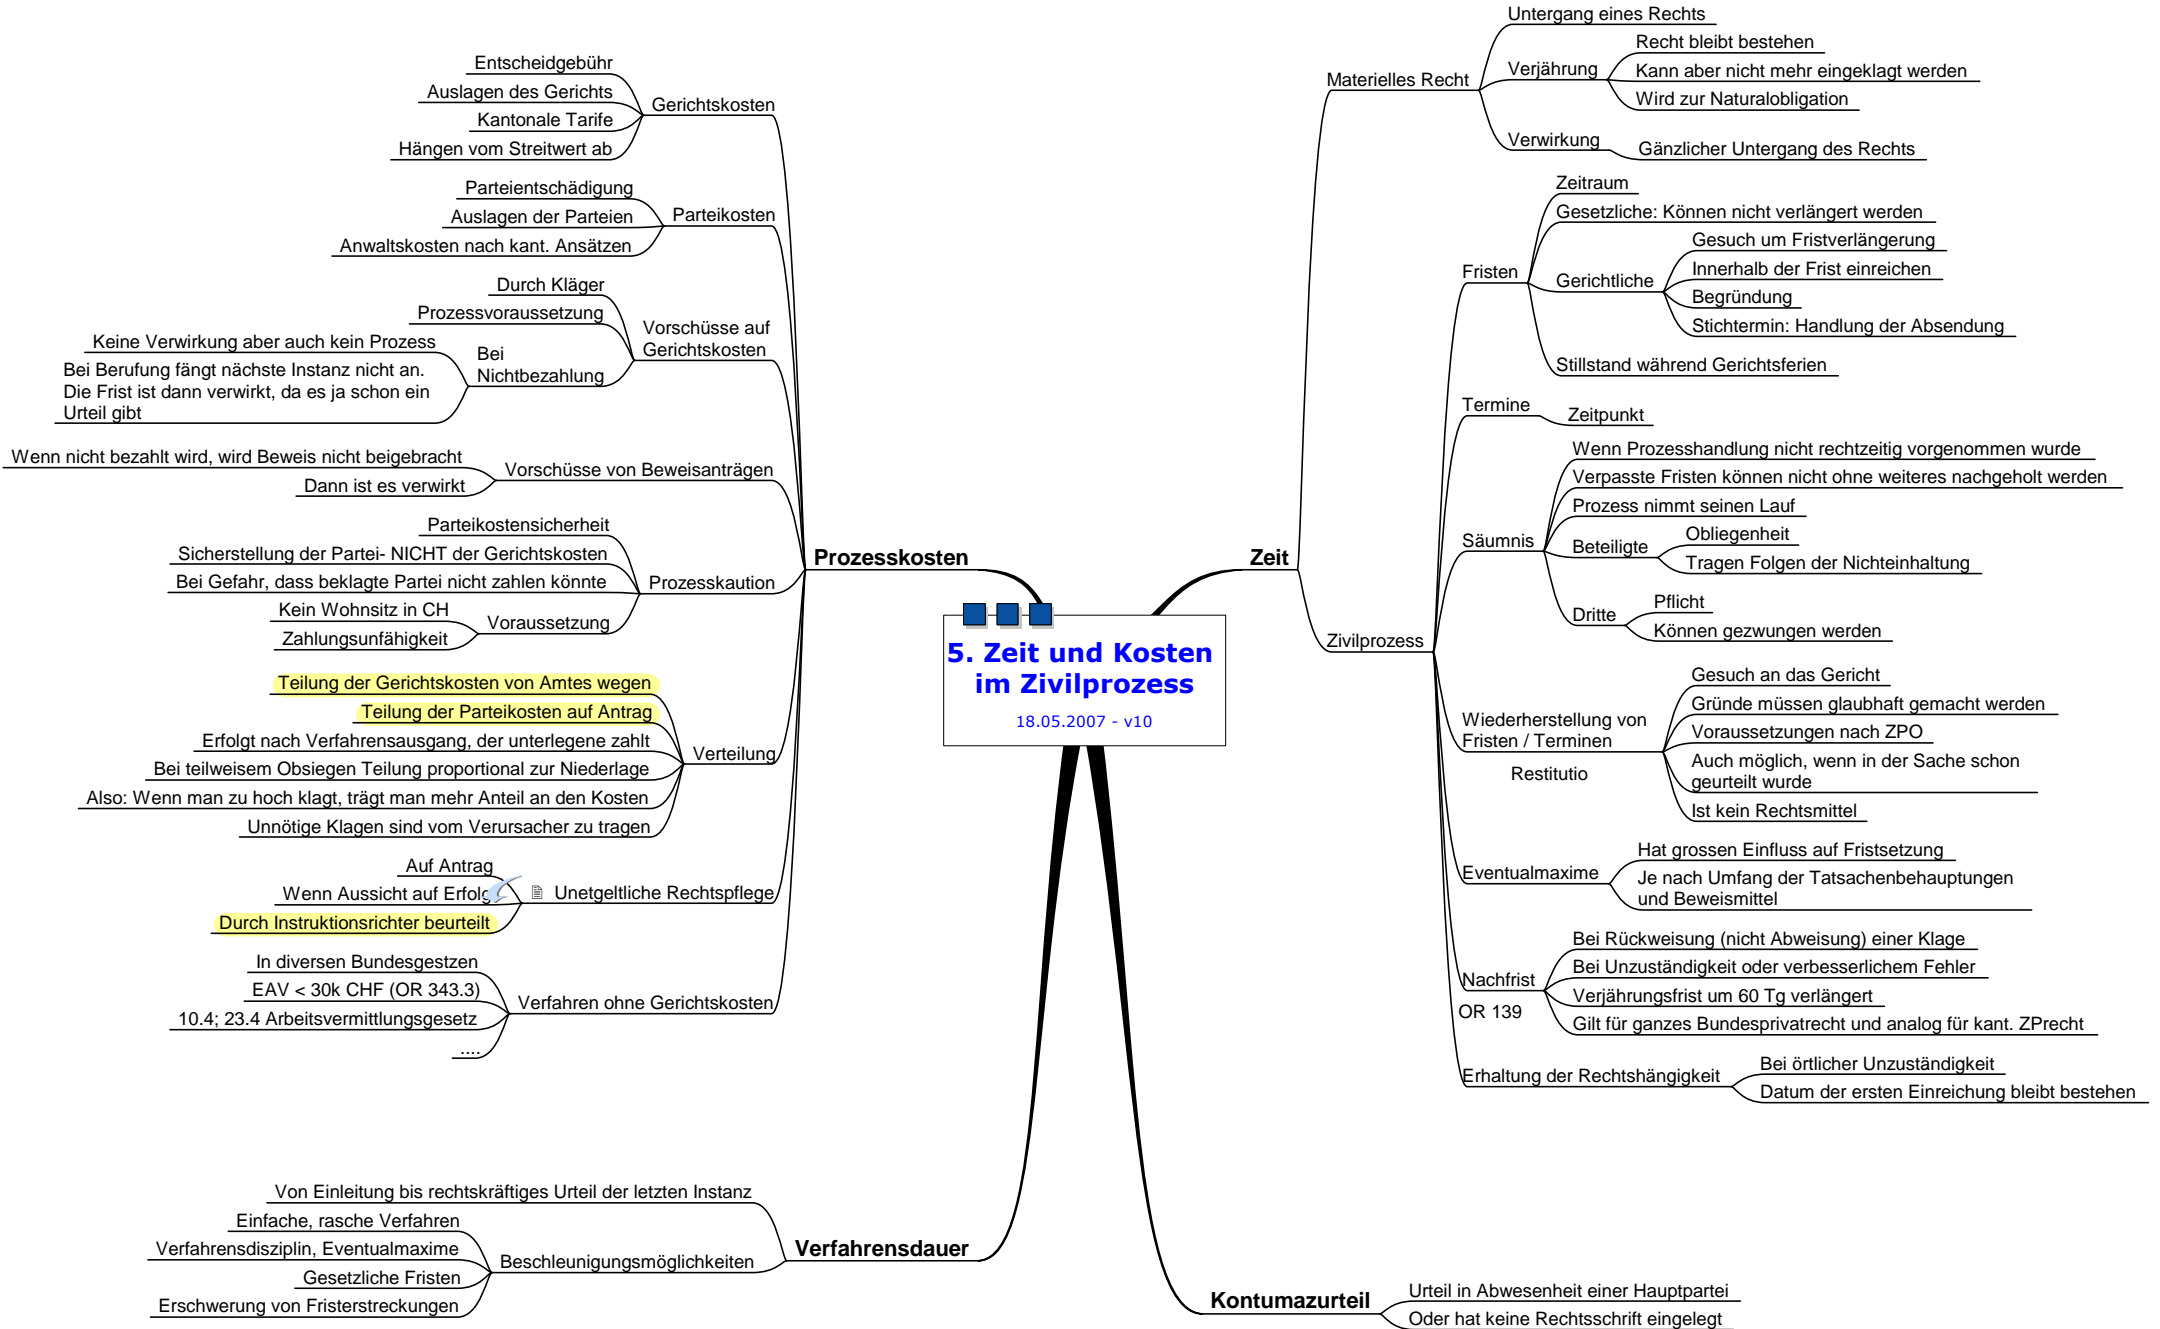 5. Zeit und Kosten
im Zivilprozess
18.05.2007 - v10
Zeit
Materielles Recht
Untergang eines Rechts
Verjährung
Recht bleibt bestehen
Kann aber nicht mehr eingeklagt werden
Wird zur Naturalobligation
Verwirkung
Gänzlicher Untergang des Rechts
Zivilprozess
Fristen
Zeitraum
Gesetzliche: Können nicht verlängert werden
Gerichtliche
Gesuch um Fristverlängerung
Innerhalb der Frist einreichen
Begründung
Stichtermin: Handlung der Absendung
Stillstand während Gerichtsferien
Termine
Zeitpunkt
Säumnis
Wenn Prozesshandlung nicht rechtzeitig vorgenommen wurde
Verpasste Fristen können nicht ohne weiteres nachgeholt werden
Prozess nimmt seinen Lauf
Beteiligte
Obliegenheit
Tragen Folgen der Nichteinhaltung
Dritte
Pflicht
Können gezwungen werden
Wiederherstellung von
Fristen / Terminen
Restitutio
Gesuch an das Gericht
Gründe müssen glaubhaft gemacht werden
Voraussetzungen nach ZPO
Auch möglich, wenn in der Sache schon
geurteilt wurde
Ist kein Rechtsmittel
Eventualmaxime
Hat grossen Einfluss auf Fristsetzung
Je nach Umfang der Tatsachenbehauptungen
und Beweismittel
Nachfrist
OR 139
Bei Rückweisung (nicht Abweisung) einer Klage
Bei Unzuständigkeit oder verbesserlichem Fehler
Verjährungsfrist um 60 Tg verlängert
Gilt für ganzes Bundesprivatrecht und analog für kant. ZPrecht
Erhaltung der Rechtshängigkeit
Bei örtlicher Unzuständigkeit
Datum der ersten Einreichung bleibt bestehen
Kontumazurteil
Urteil in Abwesenheit einer Hauptpartei
Oder hat keine Rechtsschrift eingelegt
Prozesskosten
Gerichtskosten
Entscheidgebühr
Auslagen des Gerichts
Kantonale Tarife
Hängen vom Streitwert ab
Parteikosten
Parteientschädigung
Auslagen der Parteien
Anwaltskosten nach kant. Ansätzen
Vorschüsse auf
Gerichtskosten
Durch Kläger
Prozessvoraussetzung
Bei
Nichtbezahlung
Keine Verwirkung aber auch kein Prozess
Bei Berufung fängt nächste Instanz nicht an.
Die Frist ist dann verwirkt, da es ja schon ein
Urteil gibt
Vorschüsse von Beweisanträgen
Wenn nicht bezahlt wird, wird Beweis nicht beigebracht
Dann ist es verwirkt
Prozesskaution
Parteikostensicherheit
Sicherstellung der Partei- NICHT der Gerichtskosten
Bei Gefahr, dass beklagte Partei nicht zahlen könnte
Voraussetzung
Kein Wohnsitz in CH
Zahlungsunfähigkeit
Verteilung
Teilung der Gerichtskosten von Amtes wegen
Teilung der Parteikosten auf Antrag
Erfolgt nach Verfahrensausgang, der unterlegene zahlt
Bei teilweisem Obsiegen Teilung proportional zur Niederlage
Also: Wenn man zu hoch klagt, trägt man mehr Anteil an den Kosten
Unnötige Klagen sind vom Verursacher zu tragen
Unetgeltliche Rechtspflege
Auf Antrag
Wenn Aussicht auf Erfolg
Durch Instruktionsrichter beurteilt
Verfahren ohne Gerichtskosten
In diversen Bundesgestzen
EAV < 30k CHF (OR 343.3)
10.4; 23.4 Arbeitsvermittlungsgesetz
....
Verfahrensdauer
Von Einleitung bis rechtskräftiges Urteil der letzten Instanz
Beschleunigungsmöglichkeiten
Einfache, rasche Verfahren
Verfahrensdisziplin, Eventualmaxime
Gesetzliche Fristen
Erschwerung von Fristerstreckungen